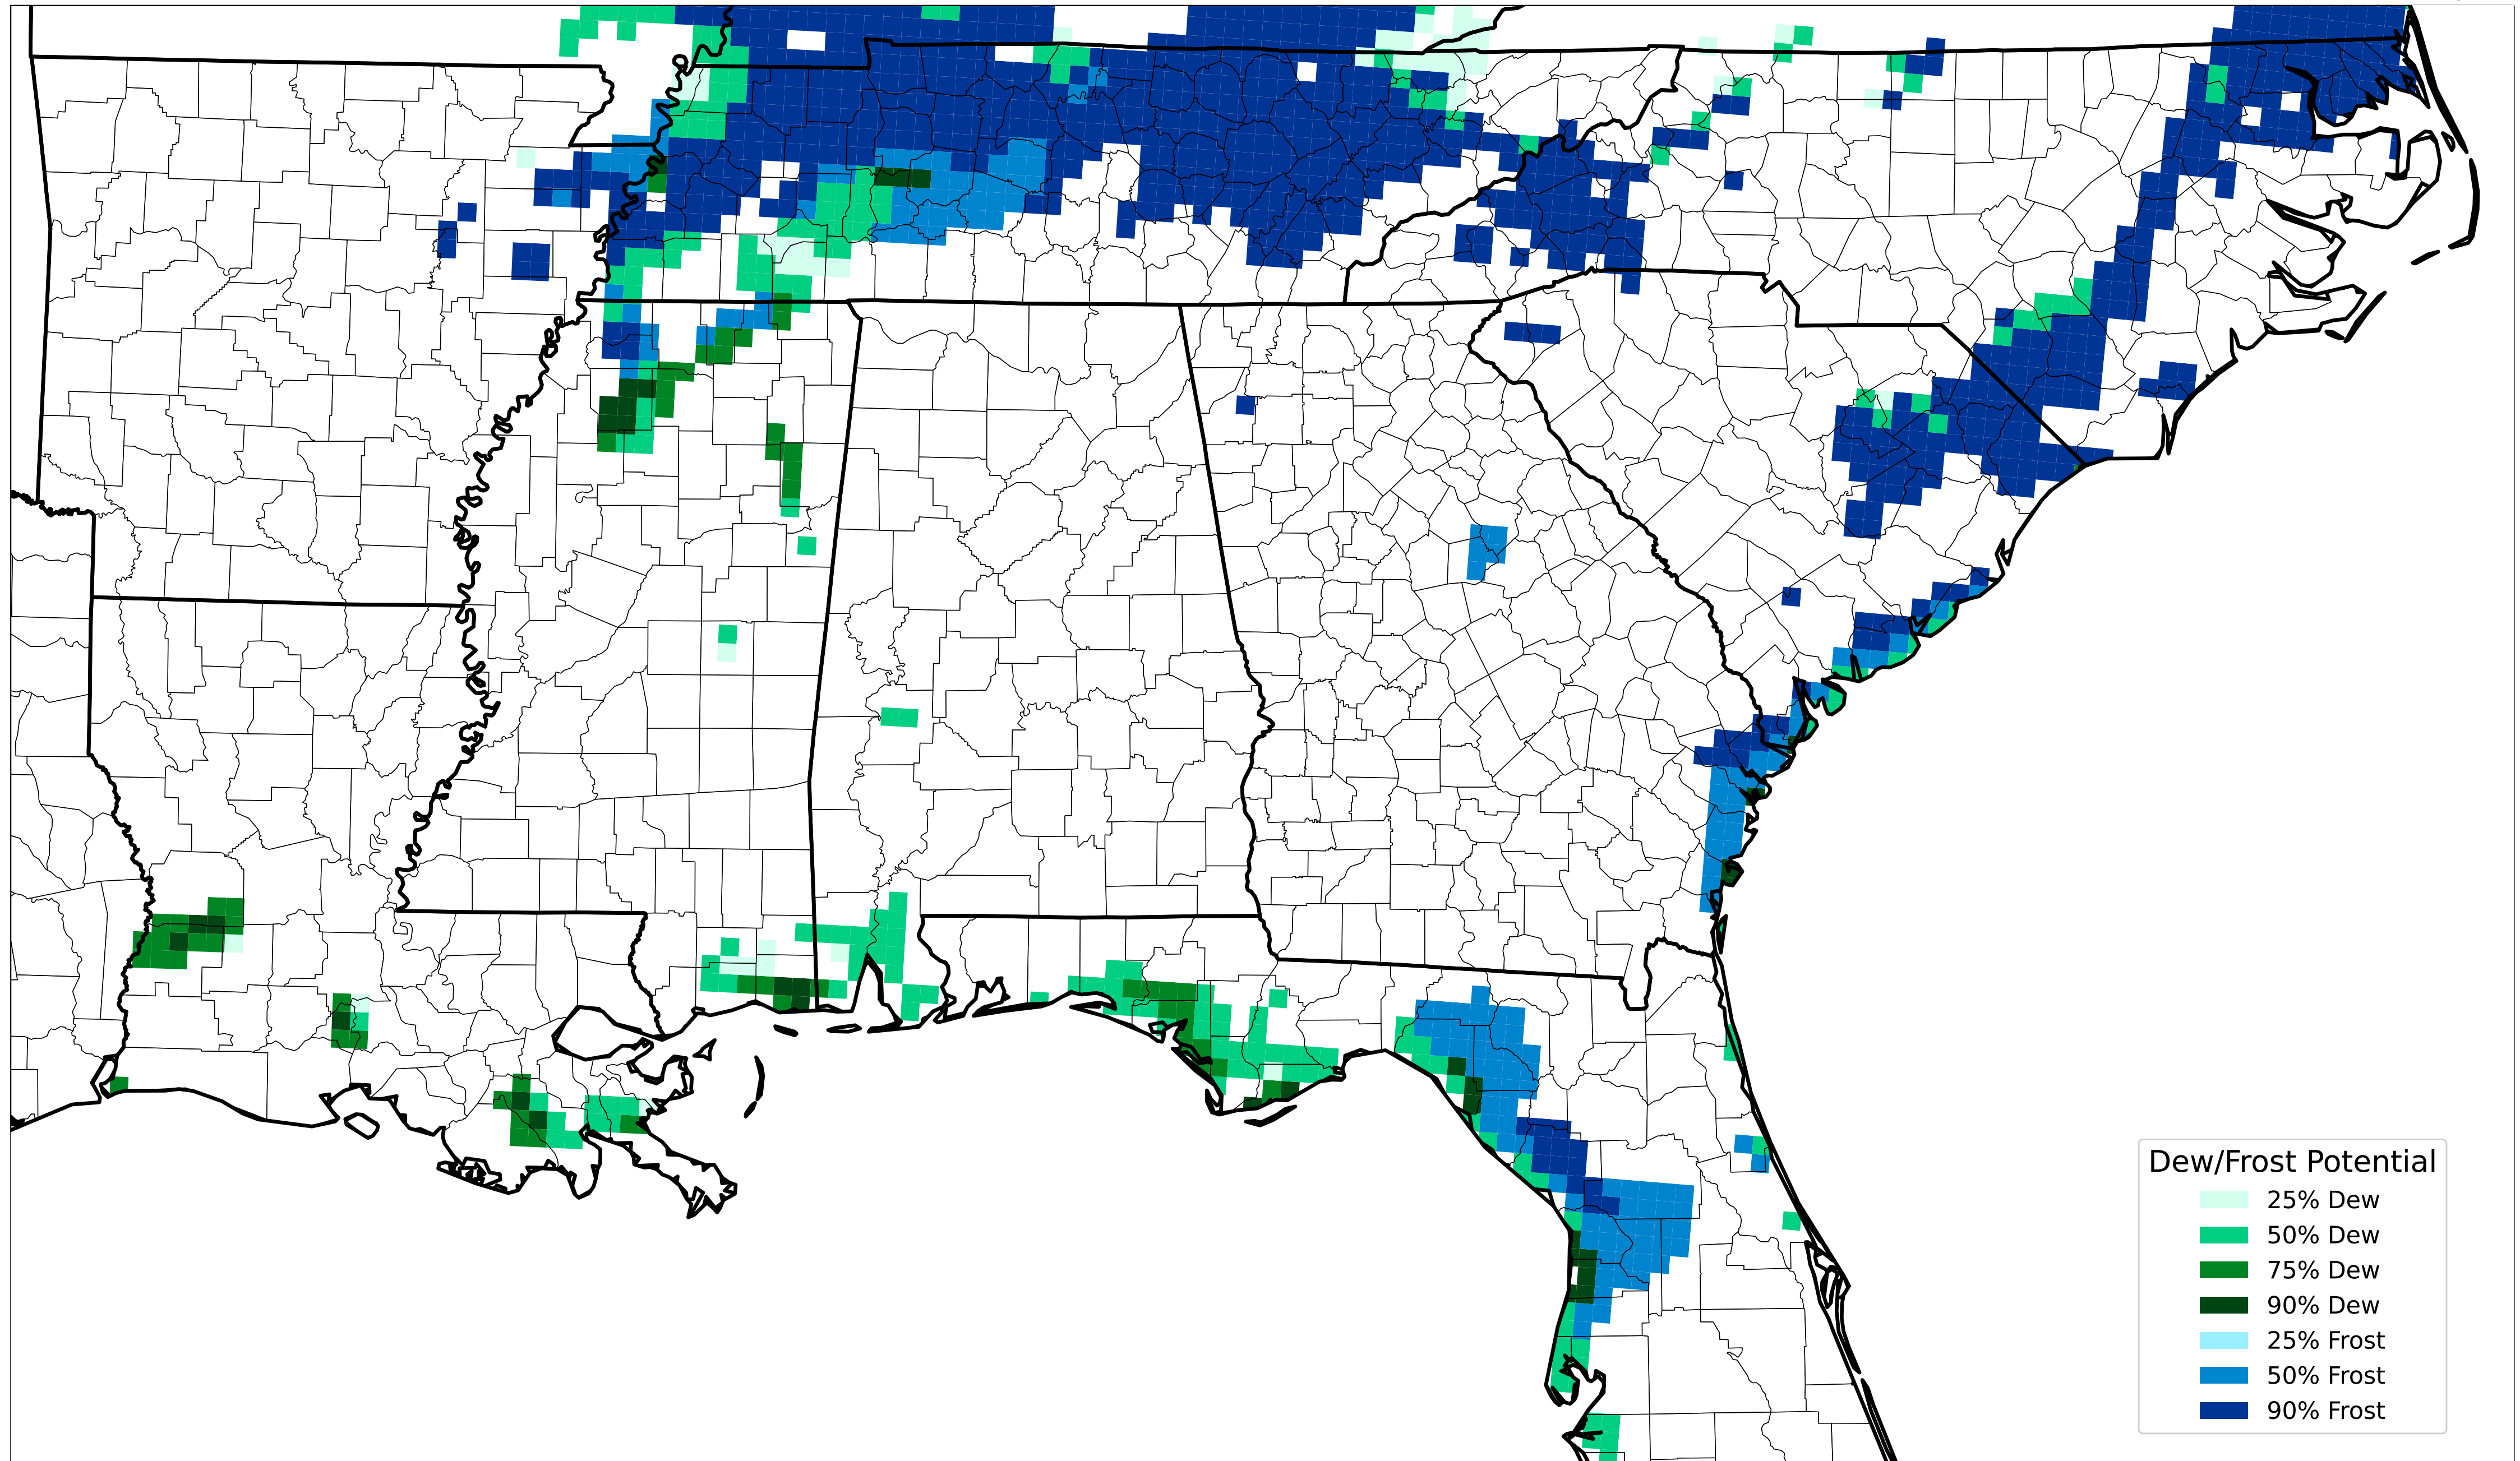 Dew/Frost Potential
25% Dew
50% Dew
75% Dew
90% Dew
25% Frost
50% Frost
90% Frost